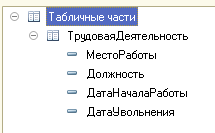 Табличные части
ТрудоваяДеятельность
МестоРаботы
Должность
ДатаНачалаРаботы
ДатаУвольнения